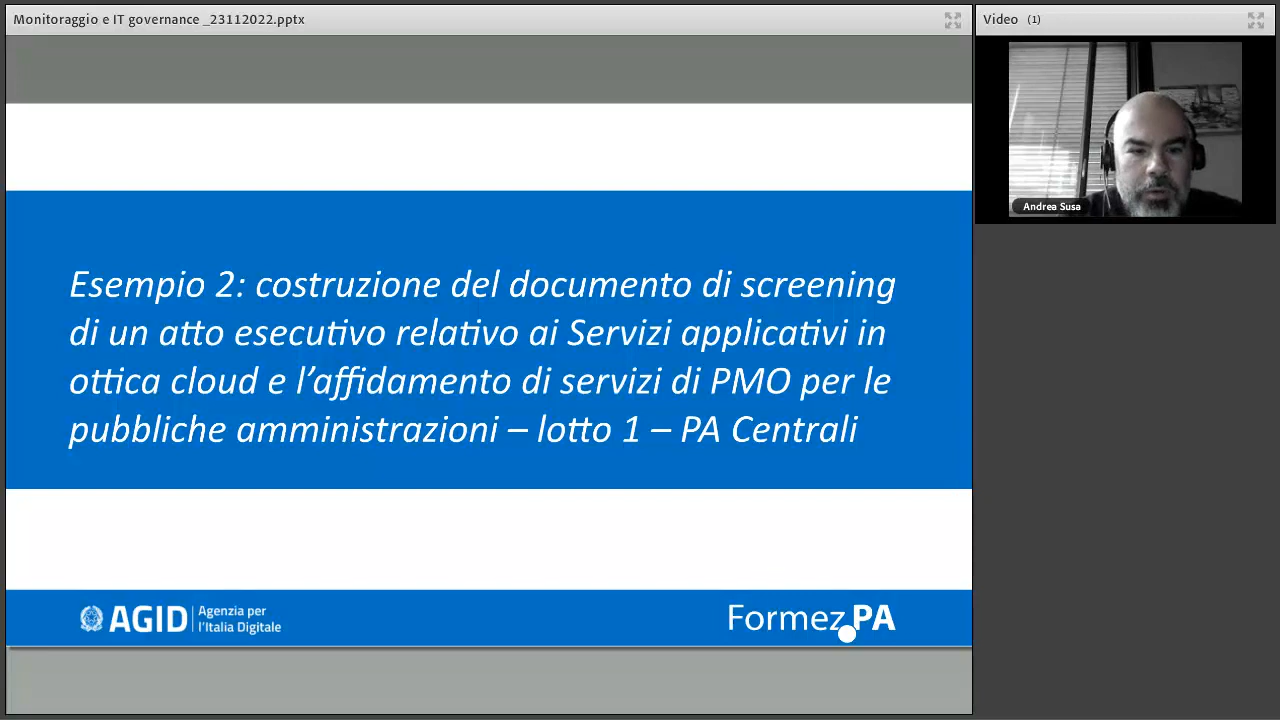 Monitoraggio e IT governance _23112022.pptx
Video (1)
Andrea Susa
Esempio 2: costruzione del documento di screening
di un atto esecutivo relativo ai Servizi applicativi in
ottica cloud e l’affidamento di servizi di PMO per le
pubbliche amministrazioni – lotto 1 – PA Centrali
AGID
Agenzia per
l'Italia Digitale
Formez PA